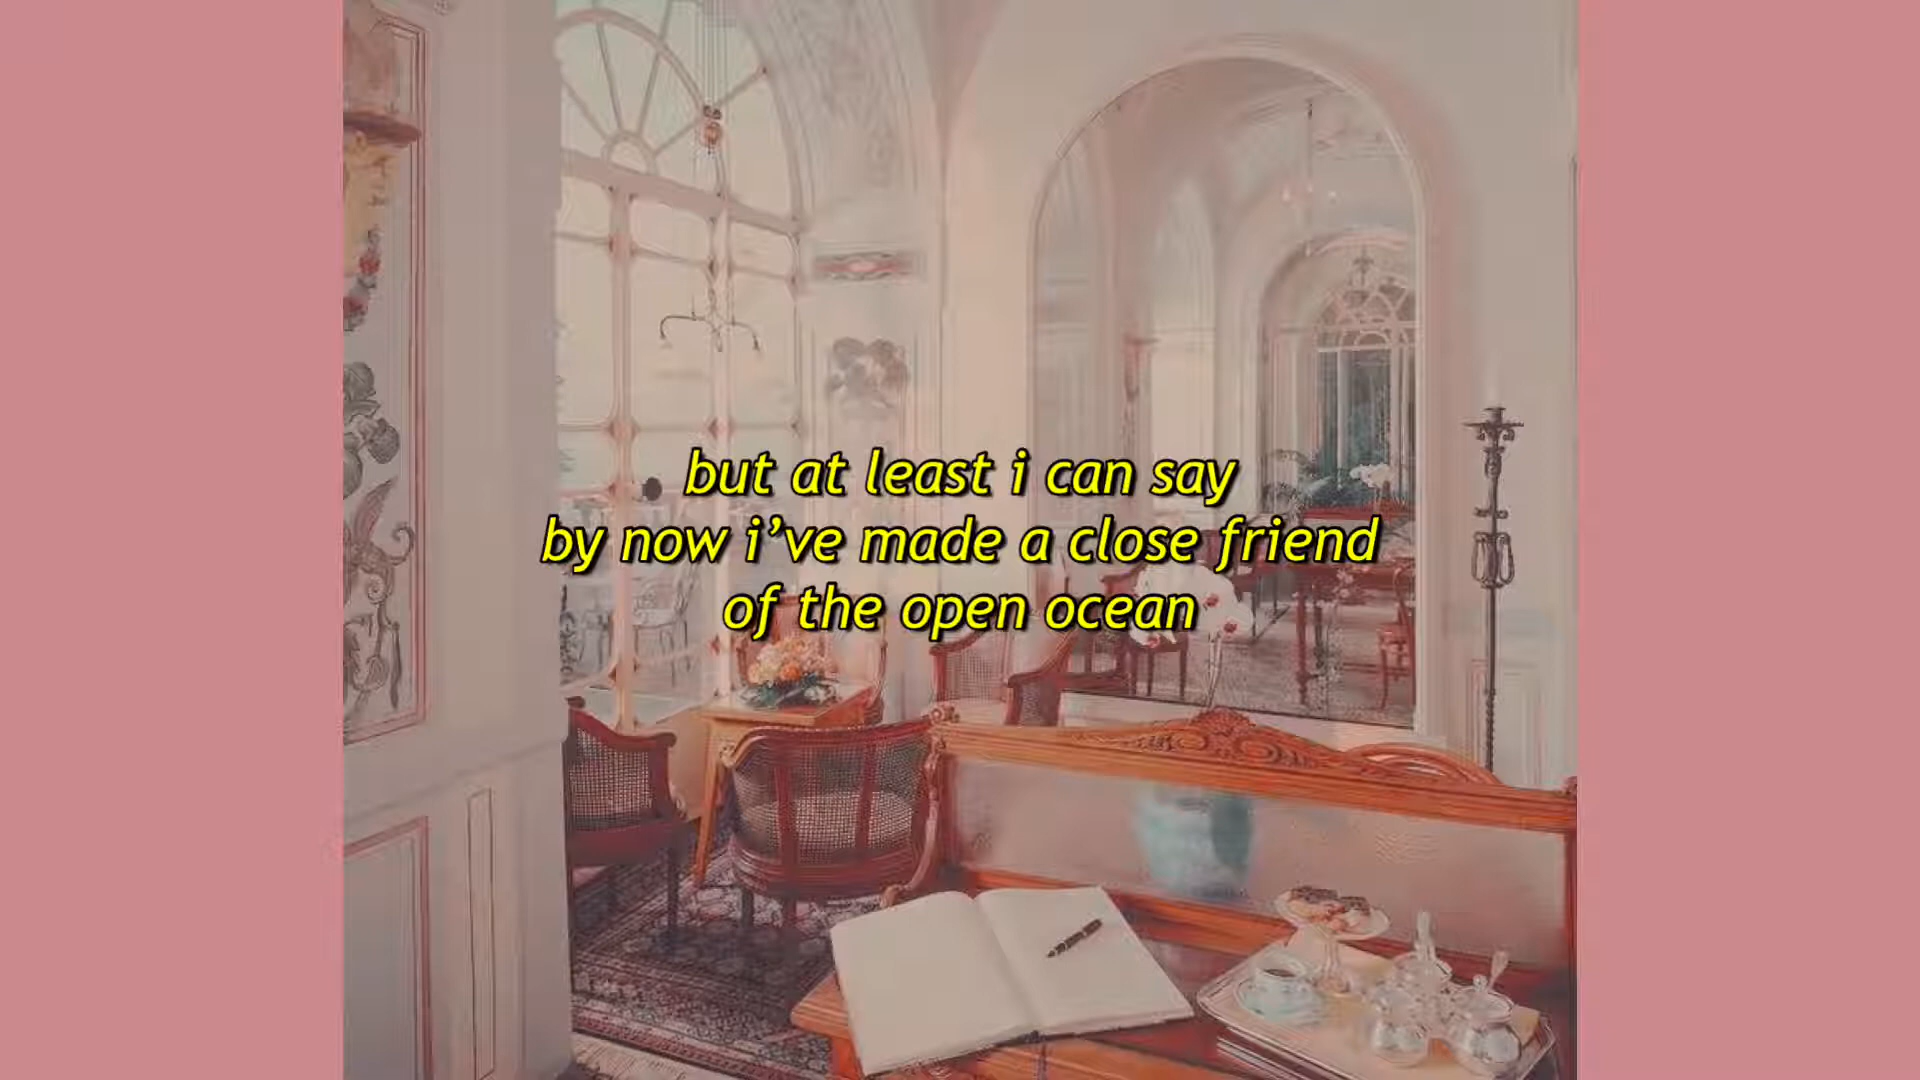 but at least i can say
by now i’ve made a close friend
of the open ocean